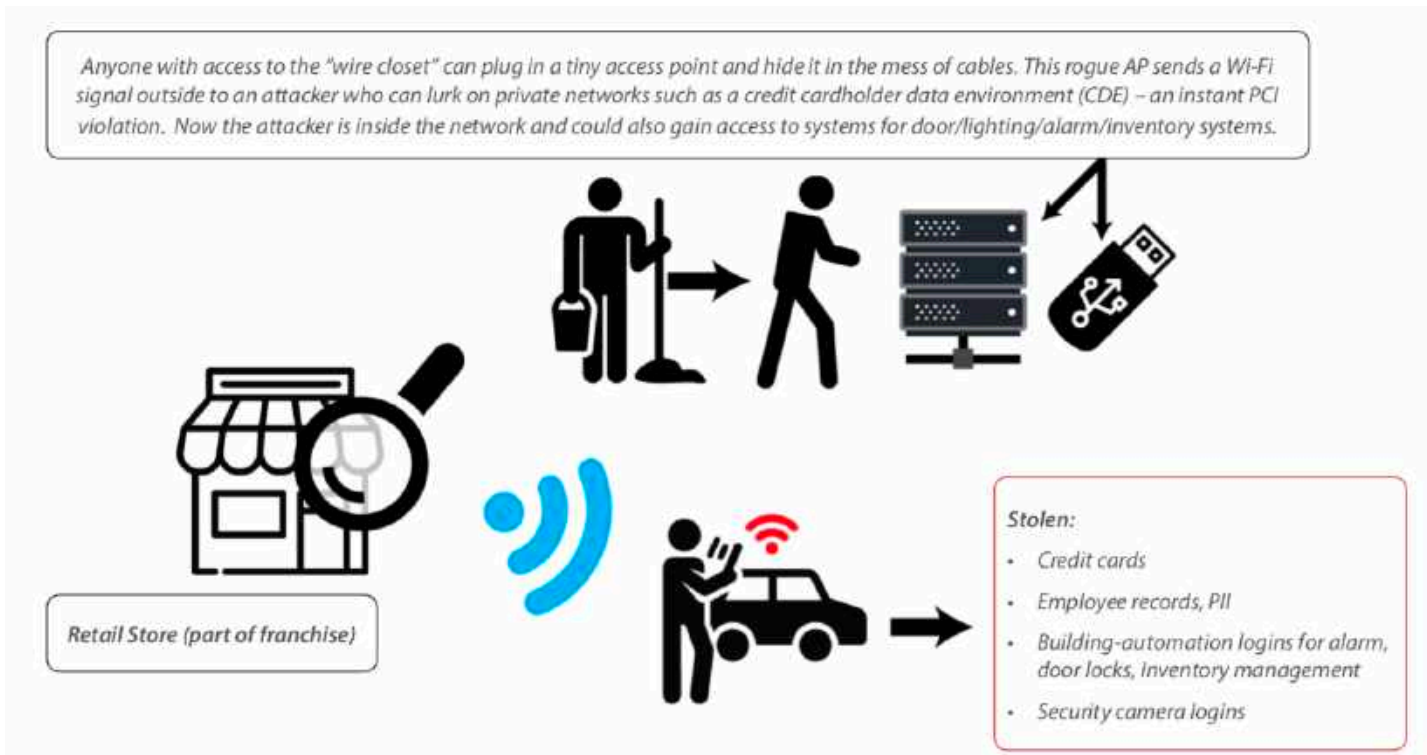 Anyone with access to the “wire closet” can plug in a tiny access point and hide it in the mess of cables. This rogue AP sends a Wi-Fi
signal outside to an attacker who can lurk on private networks such as a credit cardholder data environment (CDE) – an instant PCI
violation. Now the attacker is inside the network and could also gain access to systems for door/lighting/alarm/inventory systems.
Retail Store (part of franchise)
Stolen:
• Credit cards
• Employee records, PII
• Building-automation logins for alarm,
door locks, inventory management
• Security camera logins